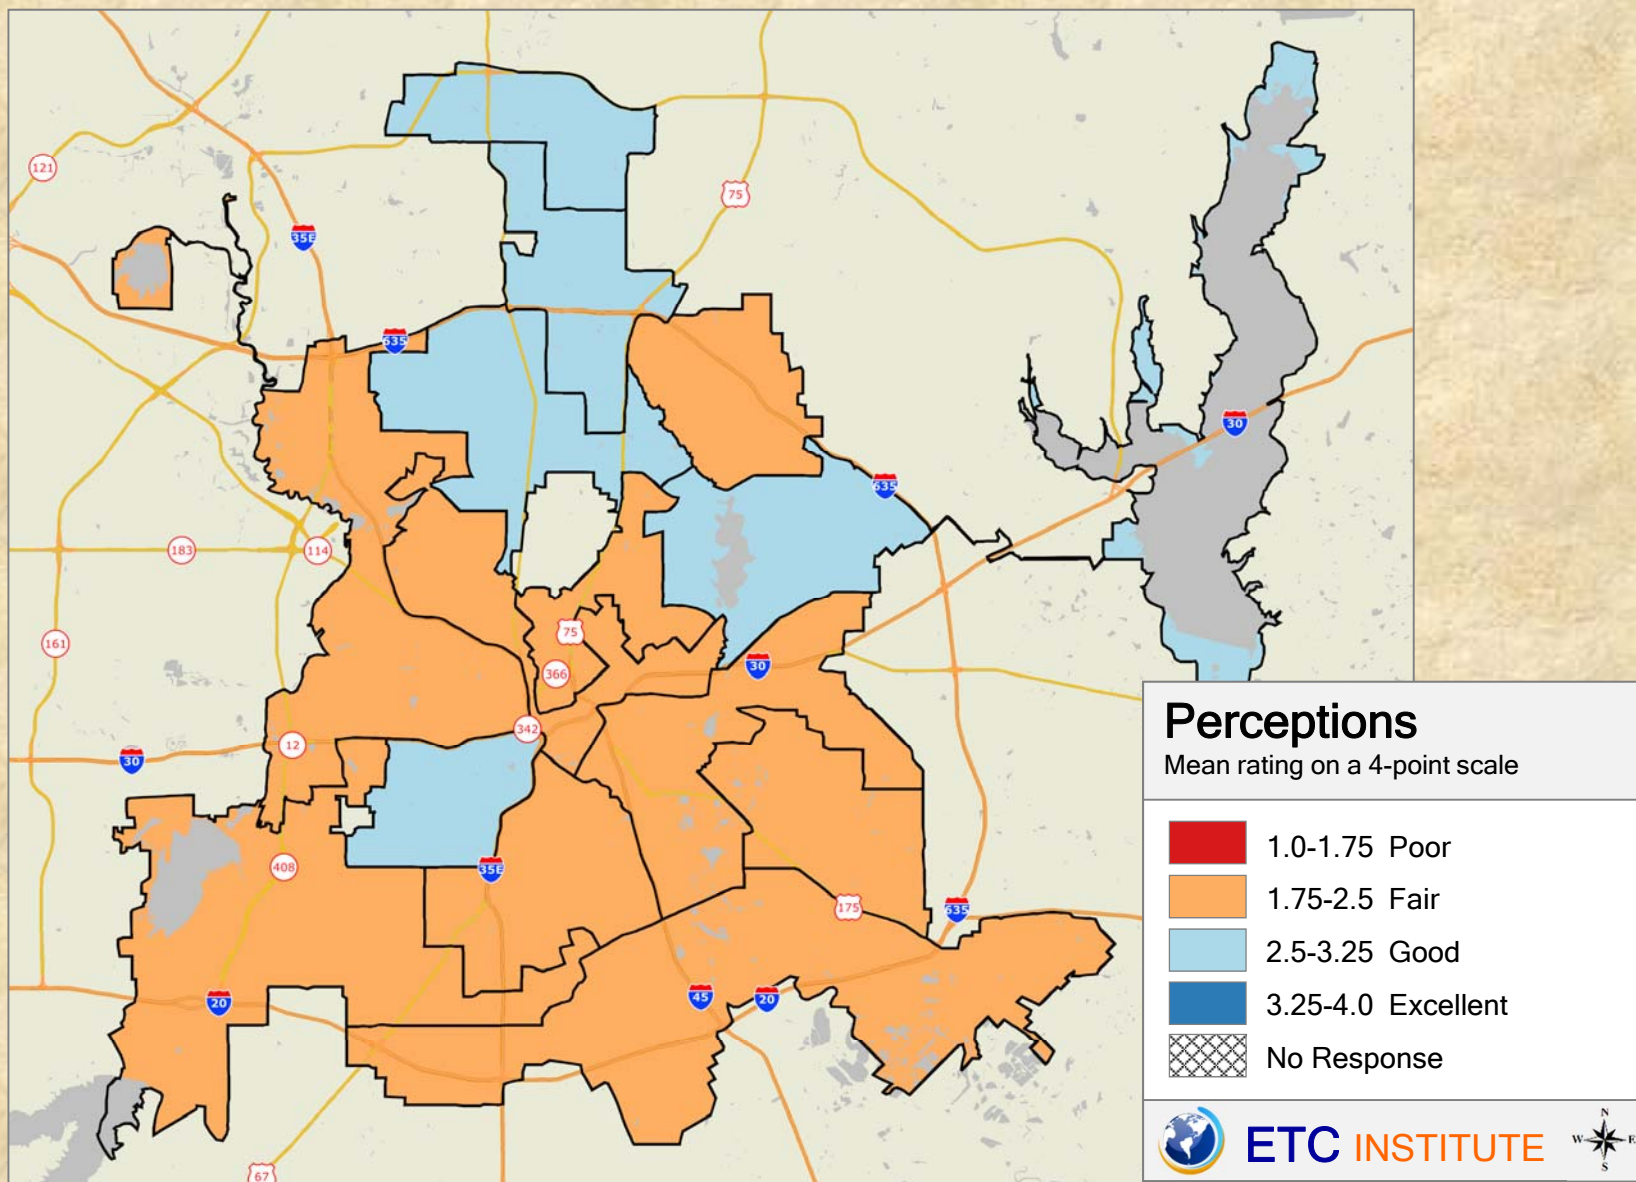 121
75
35E
635
30
635
183
114
161
75
366
30
342
12
30
408
35E
175
635
20
45
20
67
Perceptions
Mean rating on a 4-point scale
1.0-1.75 Poor
1.75-2.5 Fair
2.5-3.25 Good
3.25-4.0 Excellent
No Response
ETC INSTITUTE
N
W E
S